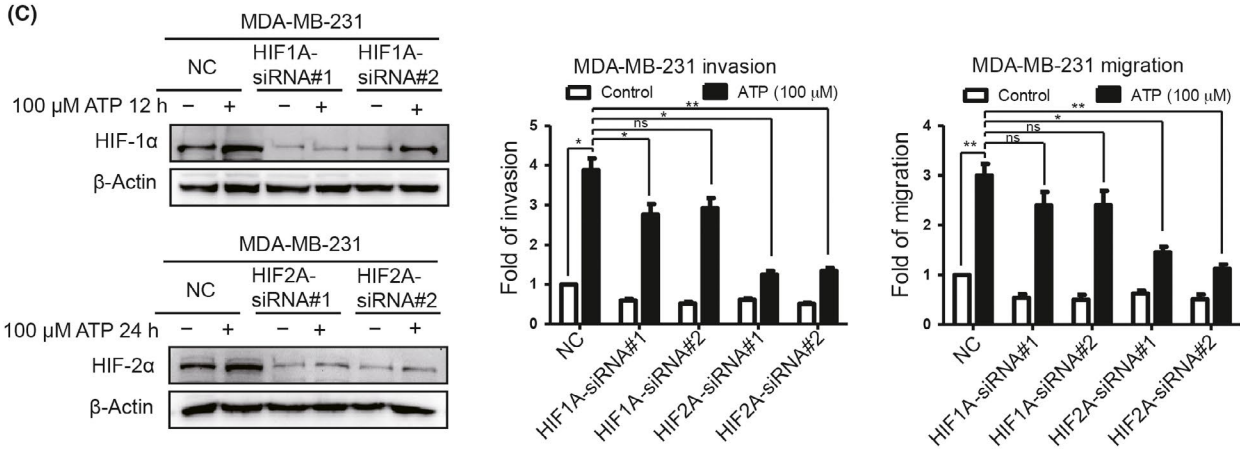 (C)
MDA-MB-231
NC HIF1A-siRNA#1 HIF1A-siRNA#2
100 µM ATP 12 h − + − + − +
HIF-1α
β-Actin
MDA-MB-231
NC HIF2A-siRNA#1 HIF2A-siRNA#2
100 µM ATP 24 h − + − + − +
HIF-2α
β-Actin
MDA-MB-231 invasion
Control ATP (100 µM)
**
*
ns
*
*
Fold of invasion
5
4
3
2
1
0
NC
HIF1A-siRNA#1
HIF1A-siRNA#2
HIF2A-siRNA#1
HIF2A-siRNA#2
MDA-MB-231 migration
Control ATP (100 µM)
**
*
ns
ns
**
Fold of migration
4
3
2
1
0
NC
HIF1A-siRNA#1
HIF1A-siRNA#2
HIF2A-siRNA#1
HIF2A-siRNA#2